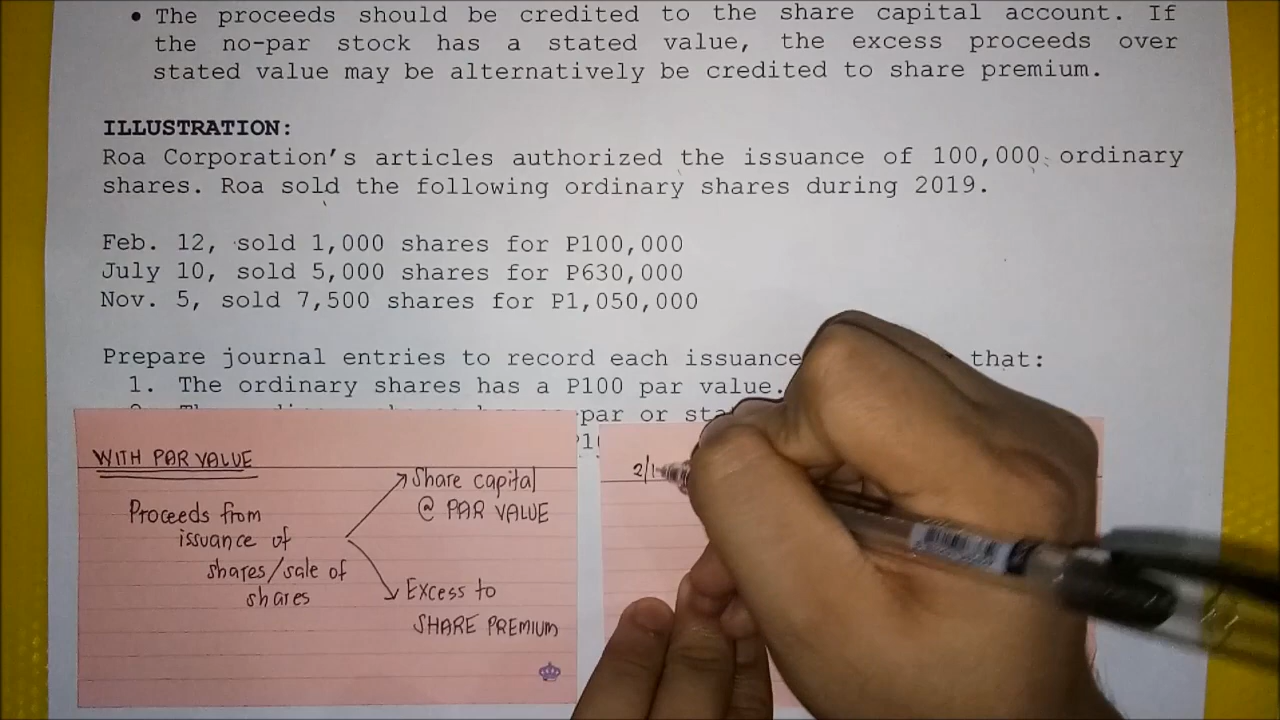 • The proceeds should be credited to the share capital account. If
the no-par stock has a stated value, the excess proceeds over
stated value may be alternatively be credited to share premium.
ILLUSTRATION:
Roa Corporation's articles authorized the issuance of 100,000 ordinary
shares. Roa sold the following ordinary shares during 2019.
Feb. 12, sold 1,000 shares for P100,000
July 10, sold 5,000 shares for P630,000
Nov. 5, sold 7,500 shares for P1,050,000
Prepare journal entries to record each issuance that:
1. The ordinary shares has a P100 par value.
par or
WITH PAR VALUE
Proceeds from
issuance of
shares/sale of
shares
Share capital
@ PAR VALUE
Excess to
SHARE PREMIUM
2/1